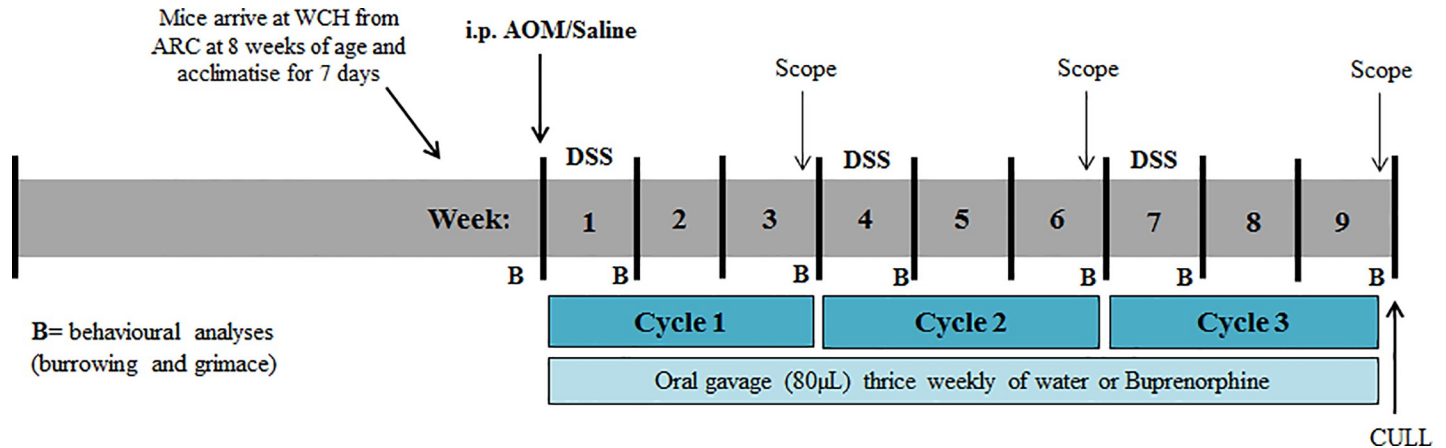 Mice arrive at WCH from
ARC at 8 weeks of age and
acclimatise for 7 days
i.p. AOM/Saline
Scope
Scope
Scope
DSS
DSS
DSS
Week:
1
2
3
4
5
6
7
8
9
B
B
B
B
B
B
B
Cycle 1
Cycle 2
Cycle 3
B= behavioural analyses
(burrowing and grimace)
Oral gavage (80µL) thrice weekly of water or Buprenorphine
CULL